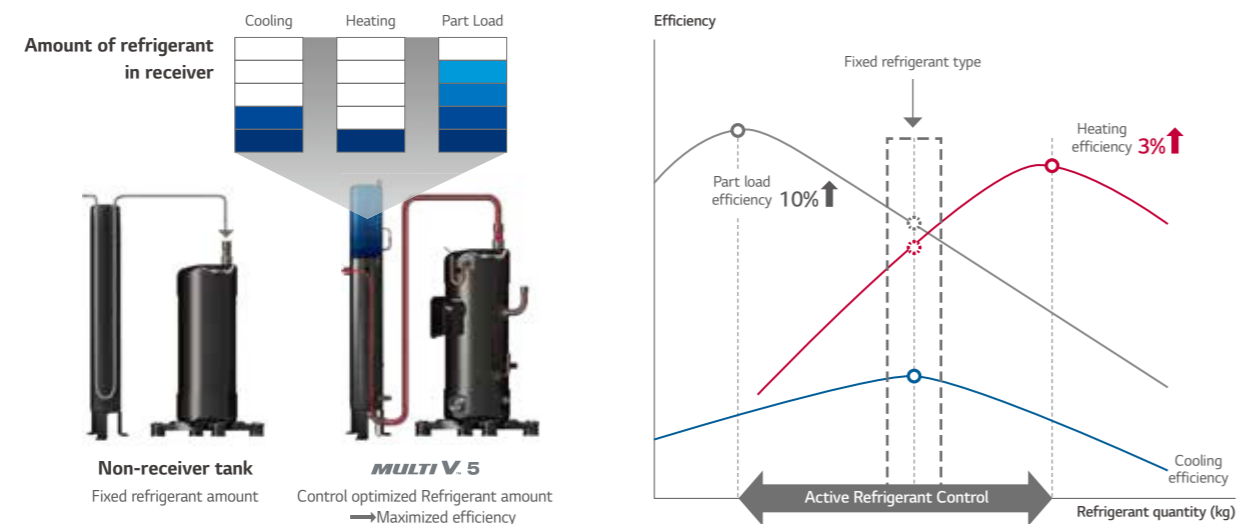 Cooling
Heating
Part Load
Amount of refrigerant
in receiver
Non-receiver tank
Fixed refrigerant amount
MULTI V™ 5
Control optimized Refrigerant amount
→Maximized efficiency
Efficiency
Fixed refrigerant type
Heating
efficiency 3%
Part load
efficiency 10%
Cooling
efficiency
Active Refrigerant Control
Refrigerant quantity (kg)